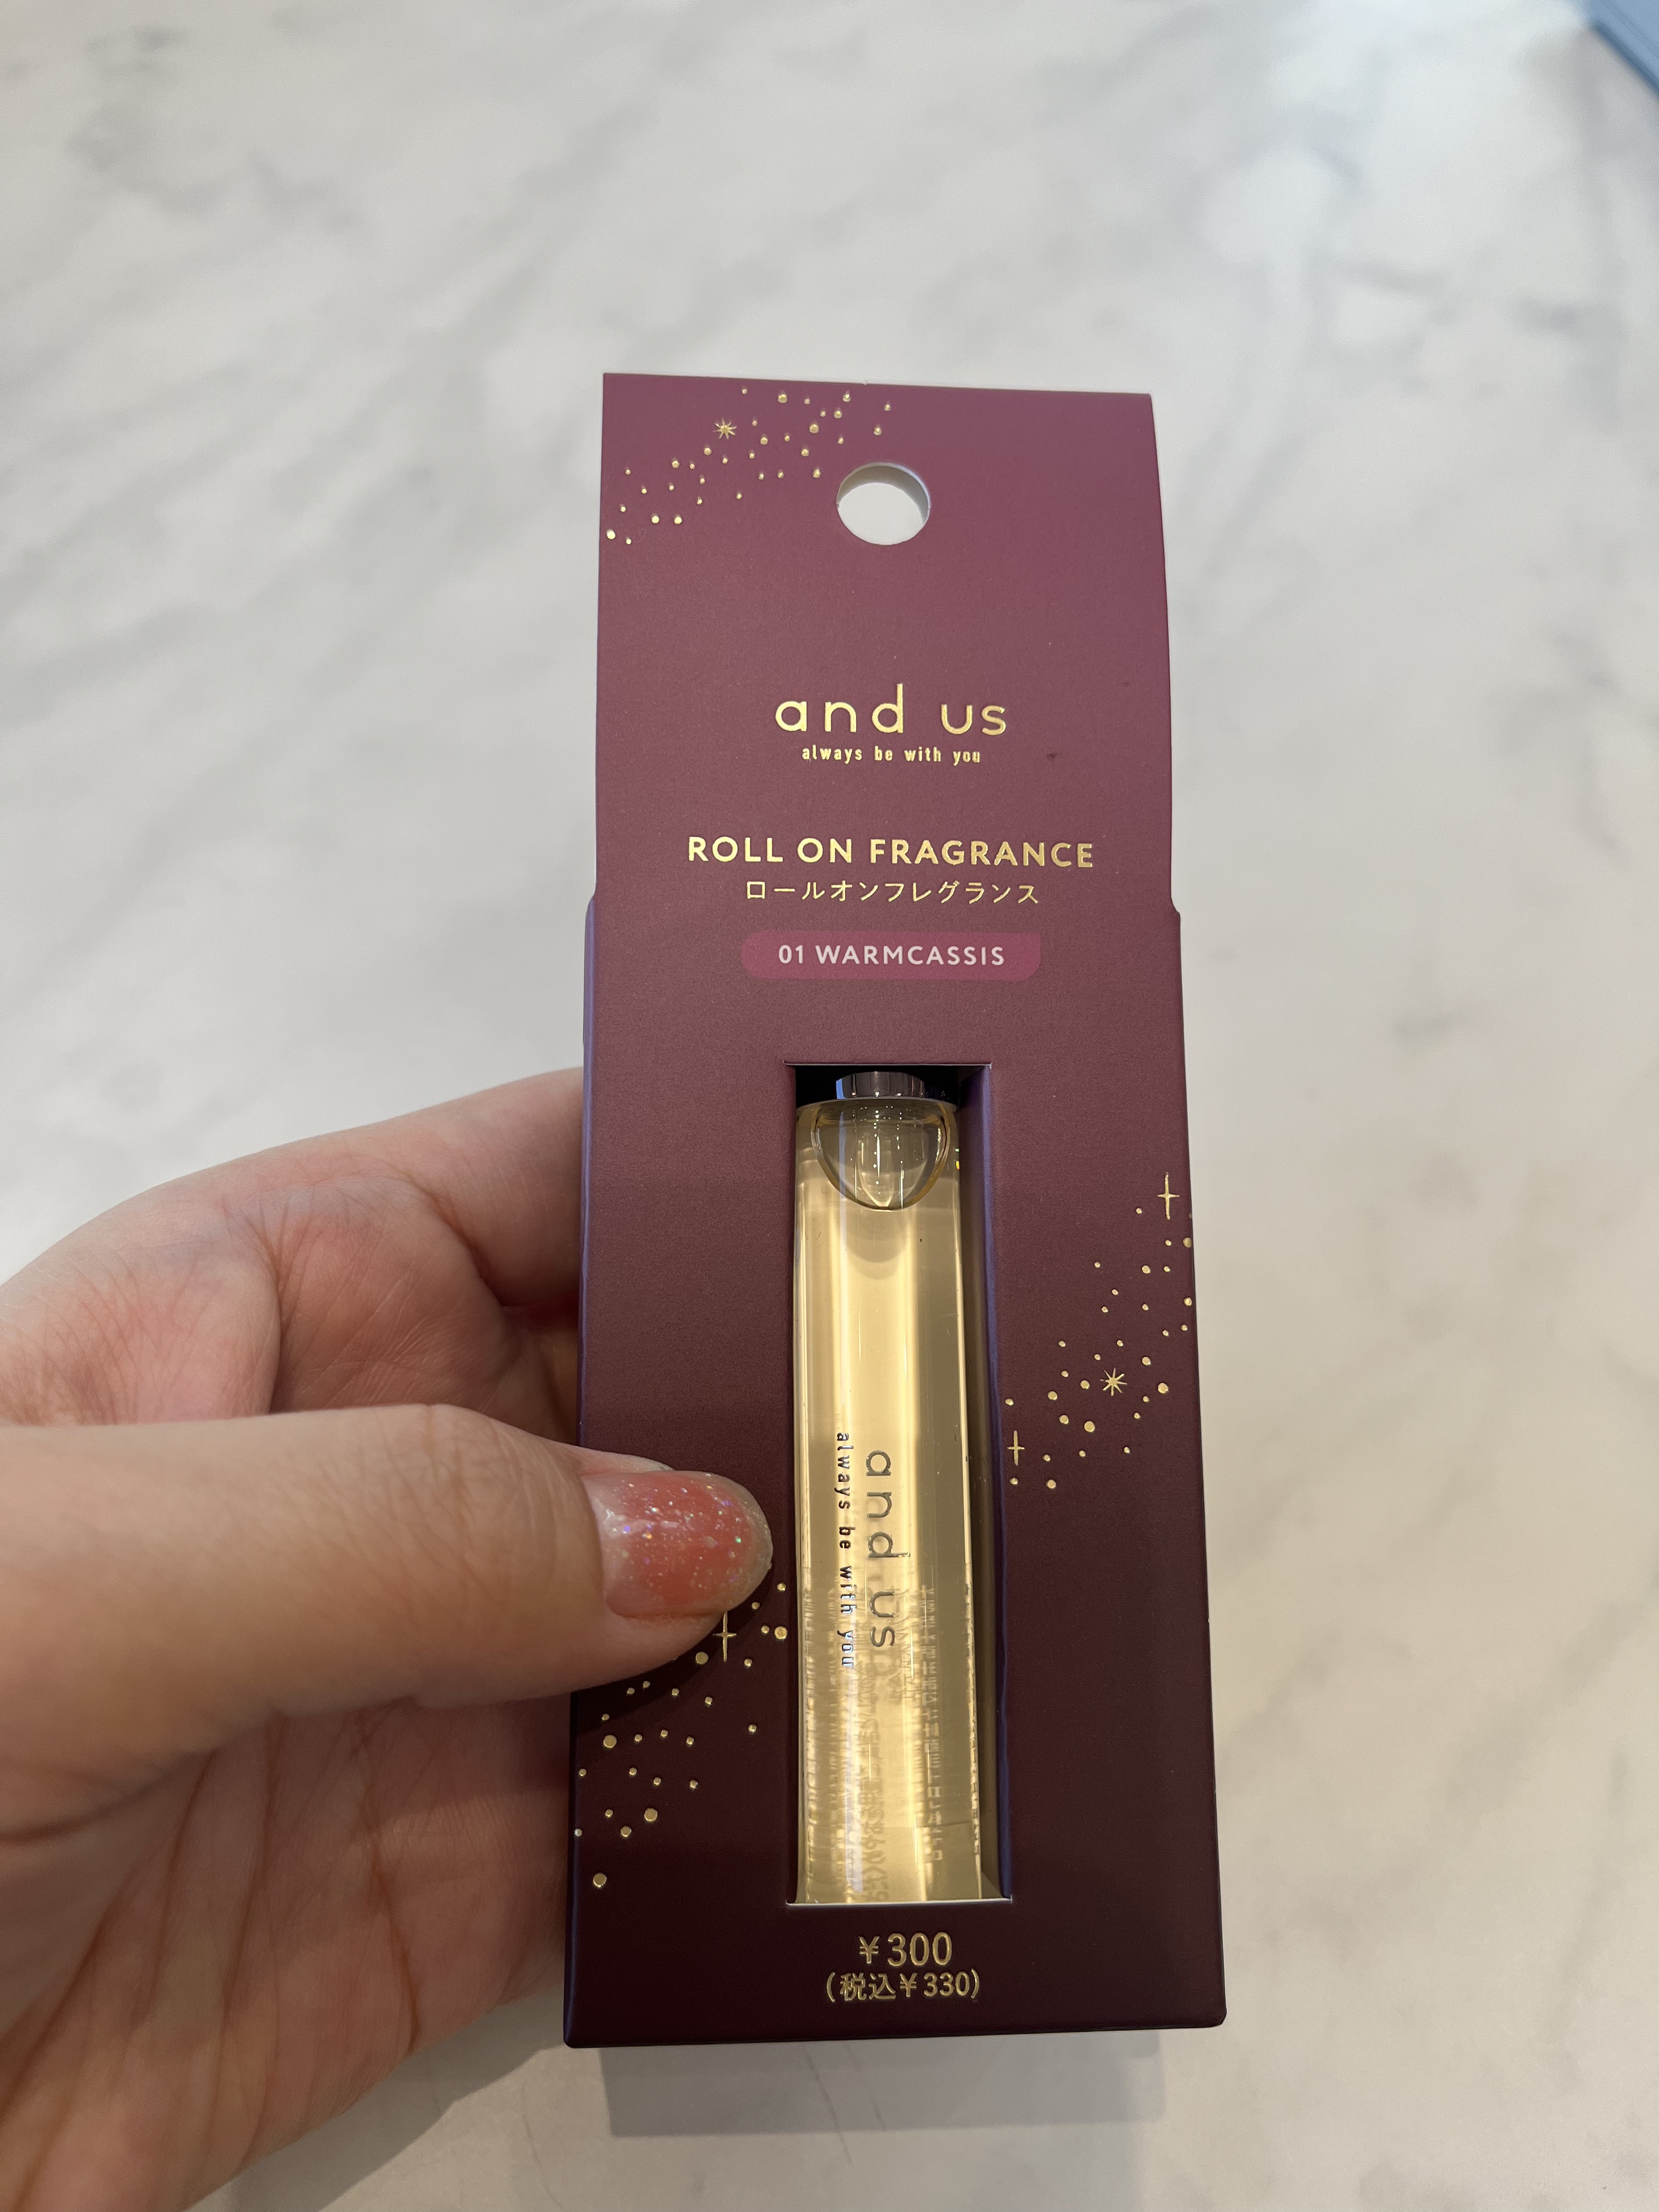 and us
always be with you
ROLL ON FRAGRANCE
ロールオンフレグランス
01 WARMCASSIS
and us
always be with you
¥300
(税込¥330)